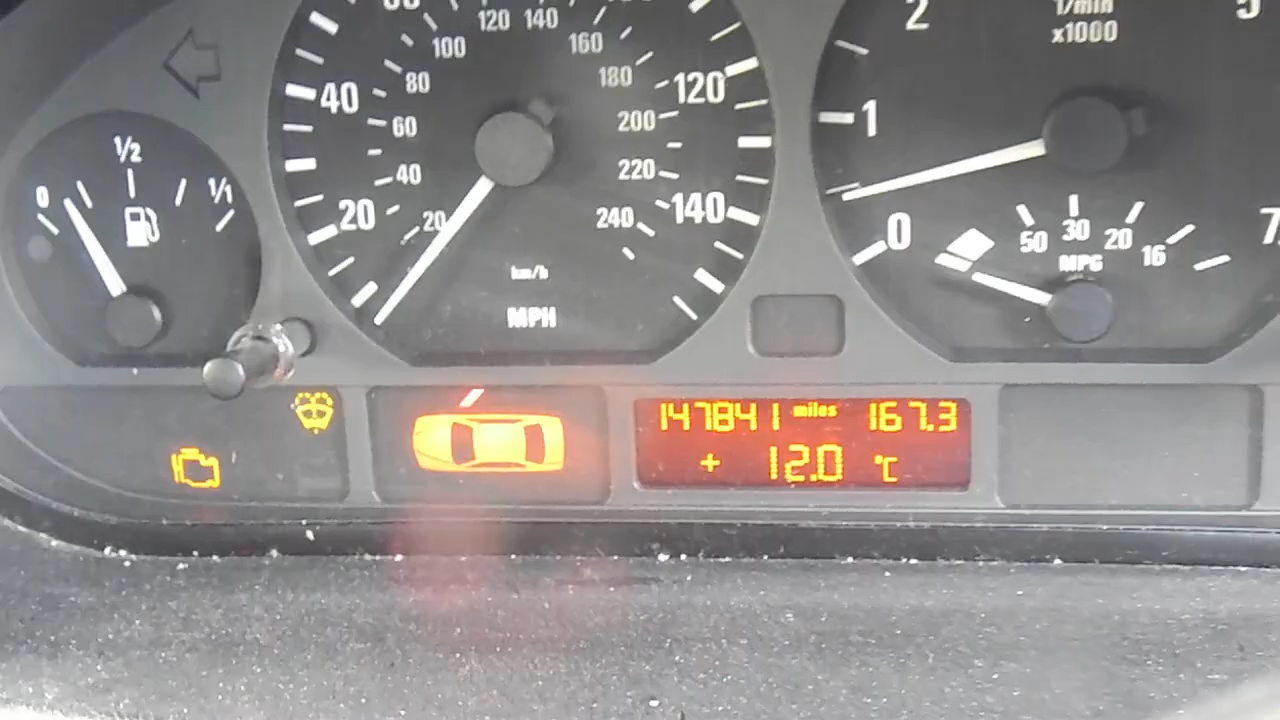 0 1/2 1/1
20 40 120 140
20 40 60 80 100 120 140 160 180 200 220 240
km/h
MPH
0 1 2 5 7
1/min
x1000
50 30 20 16
MPG
147841 miles 167.3
+ 12.0 °C